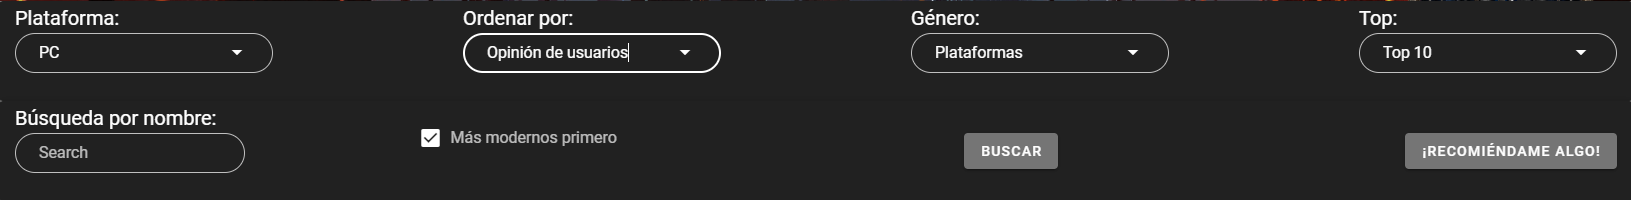 Plataforma:
PC
Ordenar por:
Opinión de usuarios
Género:
Plataformas
Top:
Top 10
Búsqueda por nombre:
Search
Más modernos primero
BUSCAR
¡RECOMIÉNDAME ALGO!